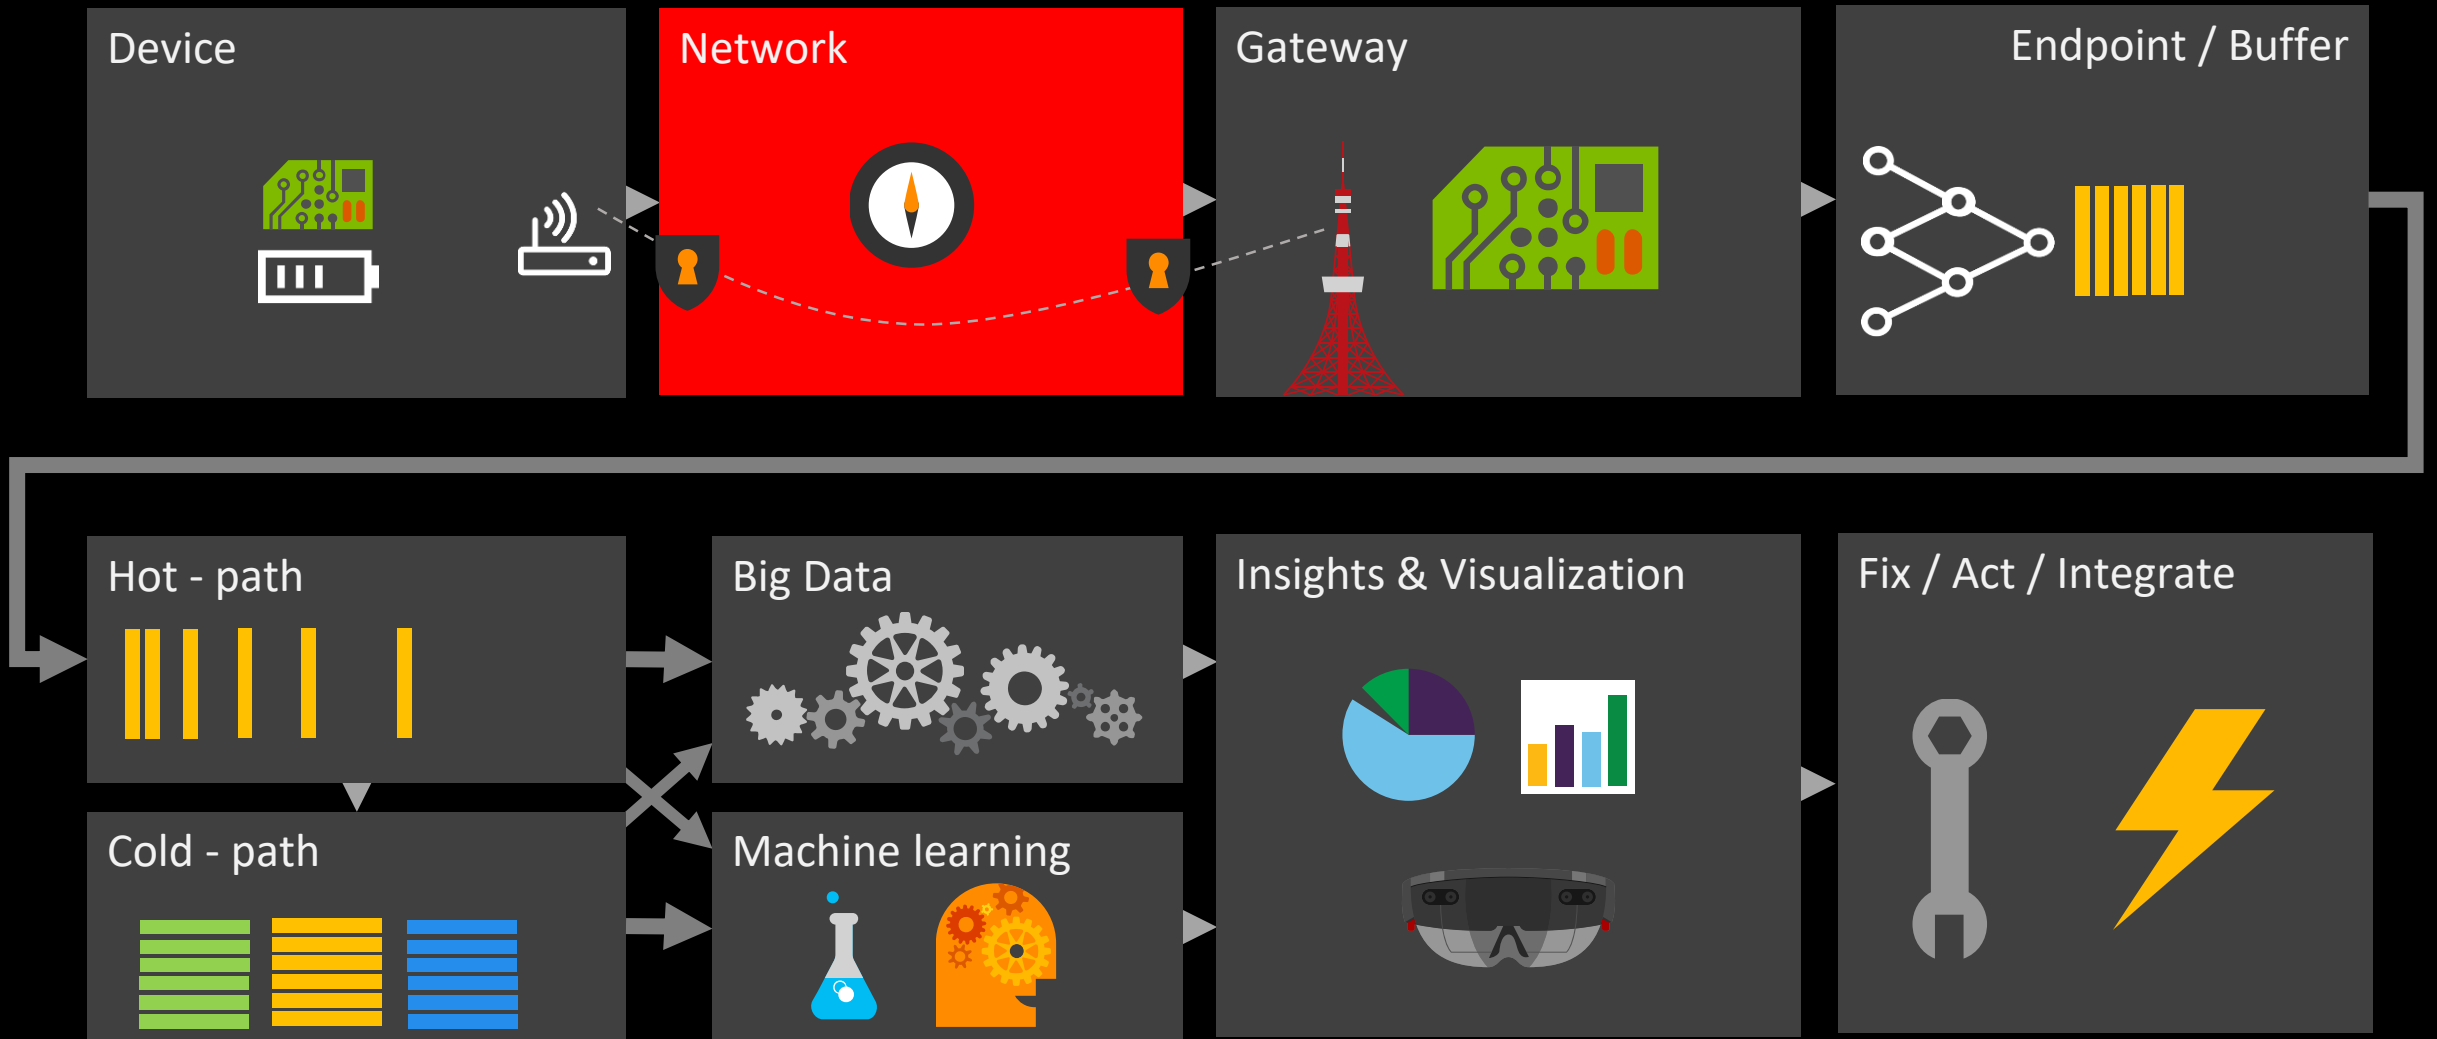 Device
Network
Gateway
Endpoint / Buffer
Hot - path
Big Data
Insights & Visualization
Fix / Act / Integrate
Cold - path
Machine learning